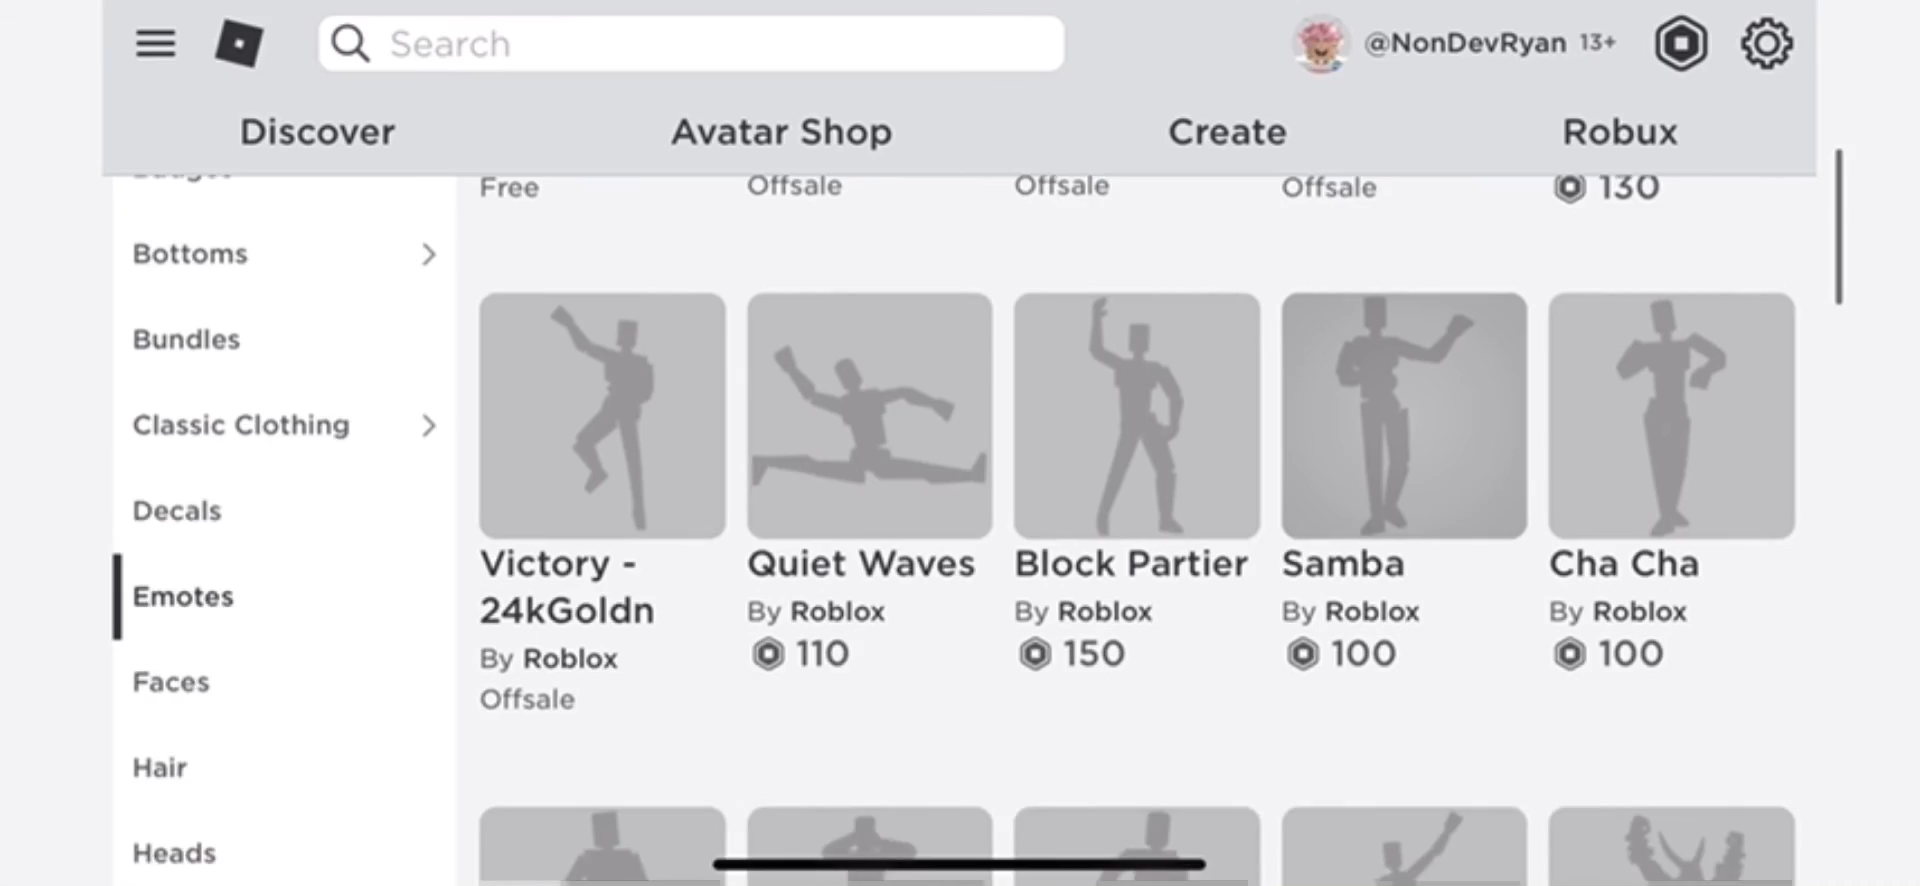 Search
@NonDevRyan 13+
Discover
Avatar Shop
Create
Robux
Free
Offsale
Offsale
Offsale
130
Bottoms
Bundles
Classic Clothing
Decals
Emotes
Faces
Hair
Heads
Victory -
24kGoldn
By Roblox
Offsale
Quiet Waves
By Roblox
110
Block Partier
By Roblox
150
Samba
By Roblox
100
Cha Cha
By Roblox
100